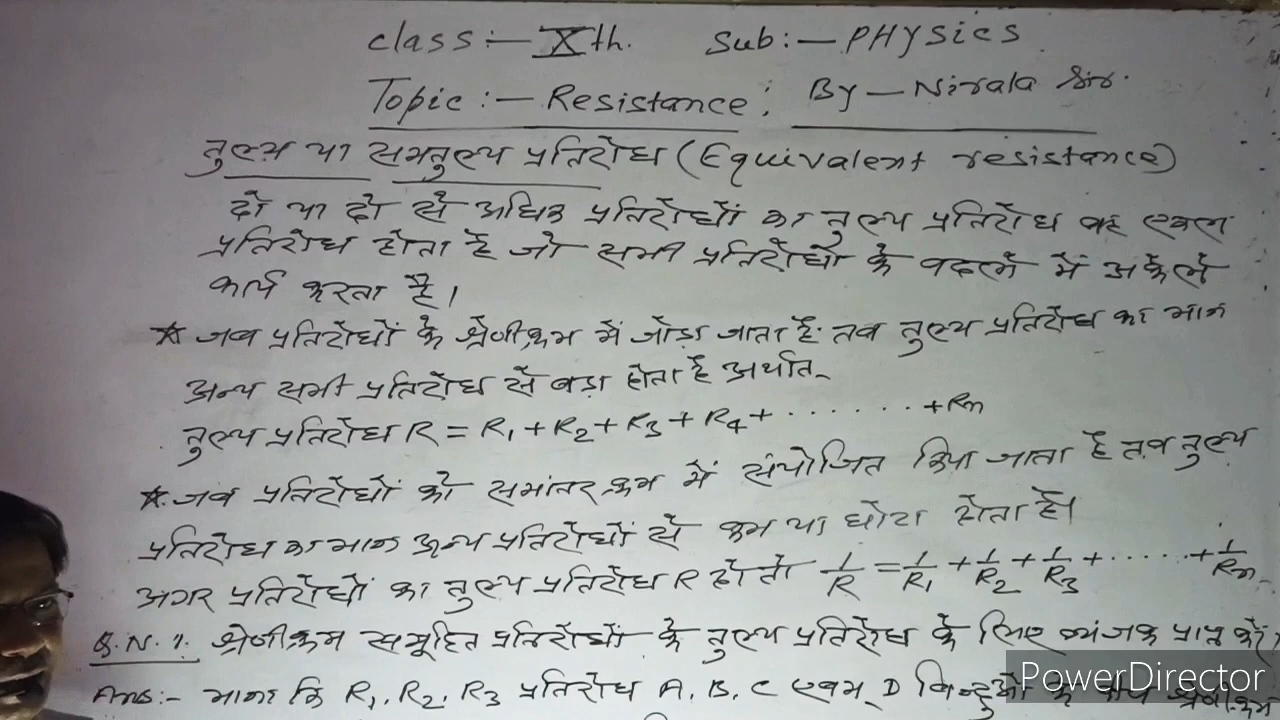 class:- Xth. Sub:- PHysics
Topic:- Resistance: By - Nirala Sir.
तुल्य या समतुल्य प्रतिरोध (Equivalent resistance)
दो या दो से अधिक प्रतिरोधों का तुल्य प्रतिरोध वह एकल
प्रतिरोध होता है जो सभी प्रतिरोधों के बदले में अकेले
कार्य करता है।
* जब प्रतिरोधों के श्रेणीक्रम में जोड़ा जाता है तब तुल्य प्रतिरोध का मान
अन्य सभी प्रतिरोध से बड़ा होता है अर्थात्
तुल्य प्रतिरोध R = R₁ + R₂ + R₃ + R₄ + ....... + Rn
* जब प्रतिरोधों को समांतर क्रम में संयोजित किया जाता है तब तुल्य
प्रतिरोध का मान अन्य प्रतिरोधों से कम या छोटा होता है।
अगर प्रतिरोधों का तुल्य प्रतिरोध R हो तो 1/R = 1/R₁ + 1/R₂ + 1/R₃ + ...... + 1/Rn
Q.N.1. श्रेणीक्रम समूहित प्रतिरोधों के तुल्य प्रतिरोध के लिए व्यंजक प्राप्त करें।
Ans:- माना कि R₁, R₂, R₃ प्रतिरोध A, B, C एवम् D बिन्दुओं के बीच श्रेणीक्रम
PowerDirector